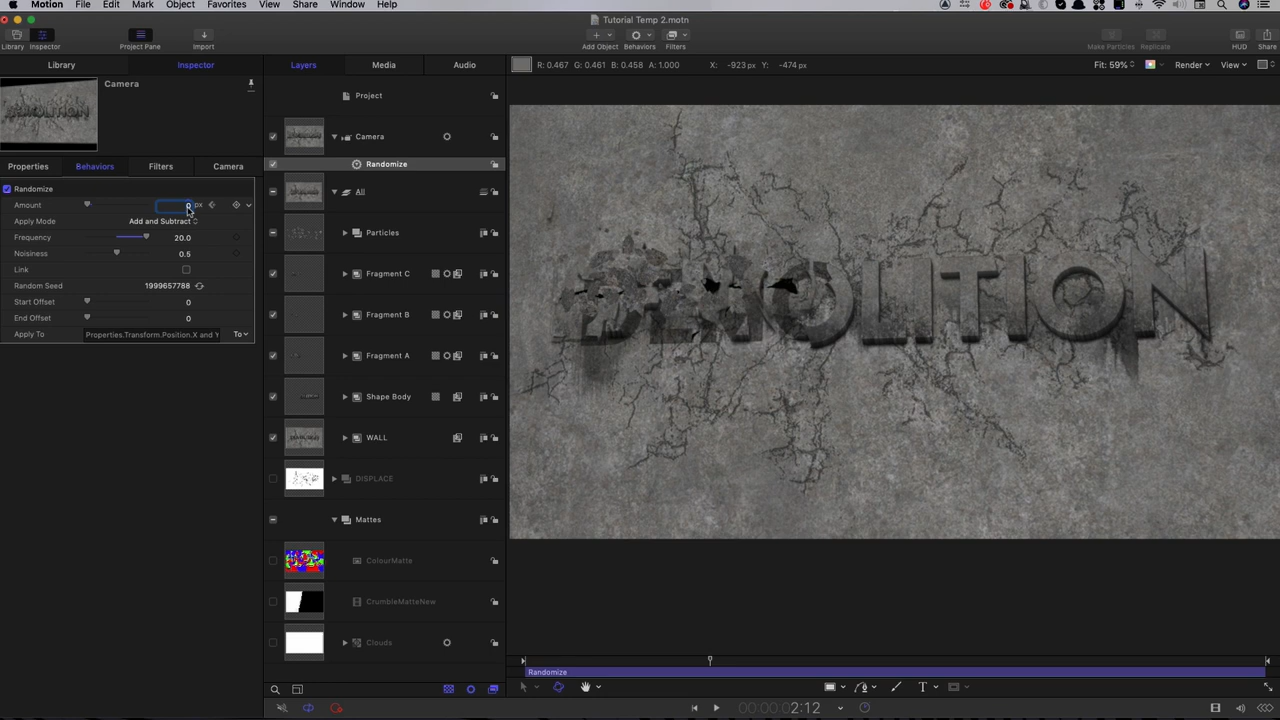 Motion File Edit Mark Object Favorites View Share Window Help
Tutorial Temp 2.motn
Library Inspector Project Pane Import Add Object Behaviors Filters Make Particles Replicate HUD Share
Library Inspector Layers Media Audio R: 0.467 G: 0.461 B: 0.458 A: 1.000 X: -923 px Y: -474 px Fit: 59% Render View
Camera
Project
Camera
Properties Behaviors Filters Camera
Randomize
Randomize
Amount 0 px
Apply Mode Add and Subtract
Frequency 20.0
Noisiness 0.5
Link
Random Seed 1999657788
Start Offset 0
End Offset 0
Apply To Properties.Transform.Position.X and Y To
All
Particles
Fragment C
Fragment B
Fragment A
Shape Body
WALL
DISPLACE
Mattes
ColourMatte
CrumbleMatteNew
Clouds
DEMOLITION
Randomize
T
00:00:02:12